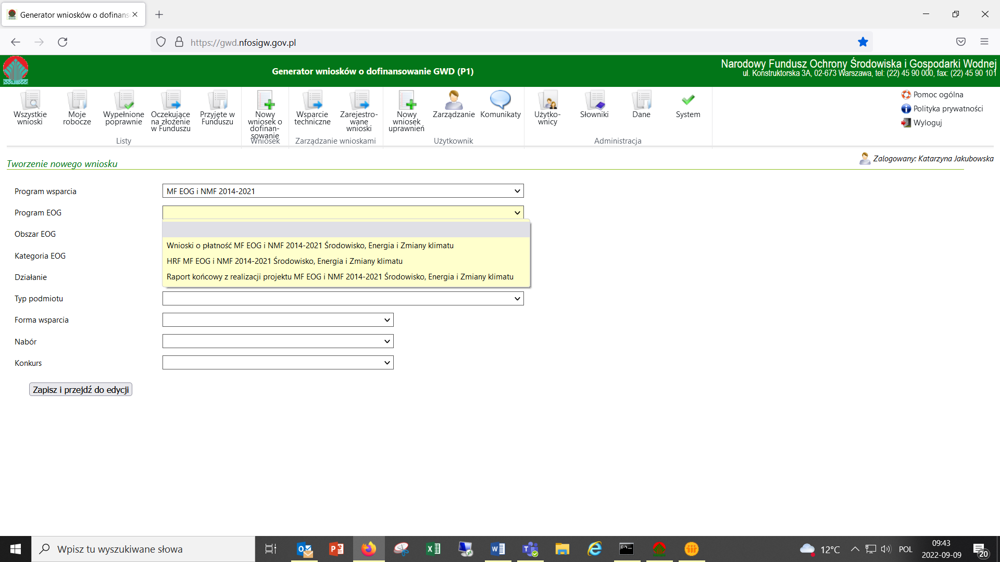 Generator wniosków o dofinans
https://gwd.nfosigw.gov.pl
Generator wniosków o dofinansowanie GWD (P1)
Narodowy Fundusz Ochrony Środowiska i Gospodarki Wodnej
ul. Konstruktorska 3A, 02-673 Warszawa, tel: (22) 45 90 000, fax: (22) 45 90 101
Wszystkie wnioski
Moje robocze
Wypełnione poprawnie
Oczekujące na złożenie w Funduszu
Przyjęte w Funduszu
Listy
Nowy wniosek o dofinan-sowanie
Wniosek
Wsparcie techniczne
Zarejestro-wane wnioski
Zarządzanie wnioskami
Nowy wniosek uprawnień
Zarządzanie
Komunikaty
Użytkownik
Użytko-wnicy
Słowniki
Dane
System
Administracja
Pomoc ogólna
Polityka prywatności
Wyloguj
Zalogowany: Katarzyna Jakubowska
Tworzenie nowego wniosku
Program wsparcia
MF EOG i NMF 2014-2021
Program EOG
Obszar EOG
Wnioski o płatność MF EOG i NMF 2014-2021 Środowisko, Energia i Zmiany klimatu
Kategoria EOG
HRF MF EOG i NMF 2014-2021 Środowisko, Energia i Zmiany klimatu
Działanie
Raport końcowy z realizacji projektu MF EOG i NMF 2014-2021 Środowisko, Energia i Zmiany klimatu
Typ podmiotu
Forma wsparcia
Nabór
Konkurs
Zapisz i przejdź do edycji
Wpisz tu wyszukiwane słowa
12°C
POL
09:43
2022-09-09
20